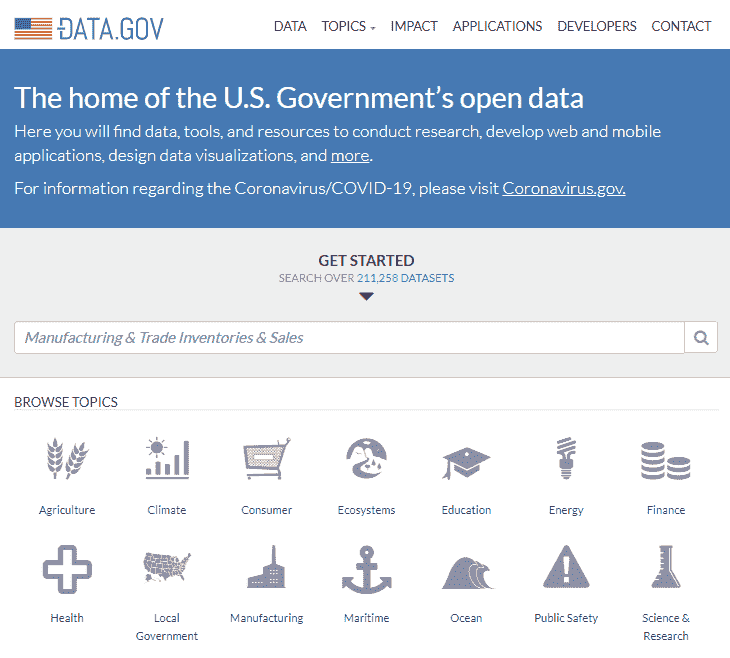 DATA.GOV
DATA TOPICS IMPACT APPLICATIONS DEVELOPERS CONTACT
The home of the U.S. Government's open data
Here you will find data, tools, and resources to conduct research, develop web and mobile
applications, design data visualizations, and more.
For information regarding the Coronavirus/COVID-19, please visit Coronavirus.gov.
GET STARTED
SEARCH OVER 211,258 DATASETS
Manufacturing & Trade Inventories & Sales
BROWSE TOPICS
Agriculture Climate Consumer Ecosystems Education Energy Finance
Health Local Manufacturing Maritime Ocean Public Safety Science &
Government Research